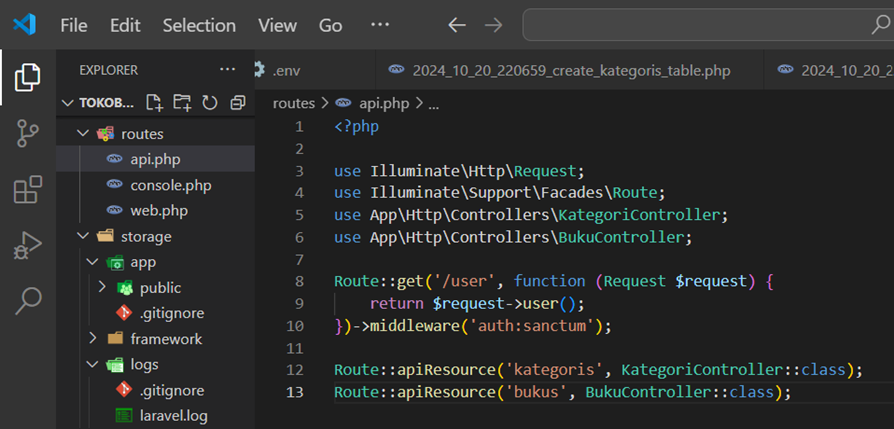 File Edit Selection View Go ···
EXPLORER ···
TOKOB...
routes
api.php
console.php
web.php
storage
app
public
.gitignore
framework
logs
.gitignore
laravel.log
.env
2024_10_20_220659_create_kategoris_table.php
2024_10_20_2
routes > api.php > ...
1 <?php
2
3 use Illuminate\Http\Request;
4 use Illuminate\Support\Facades\Route;
5 use App\Http\Controllers\KategoriController;
6 use App\Http\Controllers\BukuController;
7
8 Route::get('/user', function (Request $request) {
9     return $request->user();
10 })->middleware('auth:sanctum');
11
12 Route::apiResource('kategoris', KategoriController::class);
13 Route::apiResource('bukus', BukuController::class);